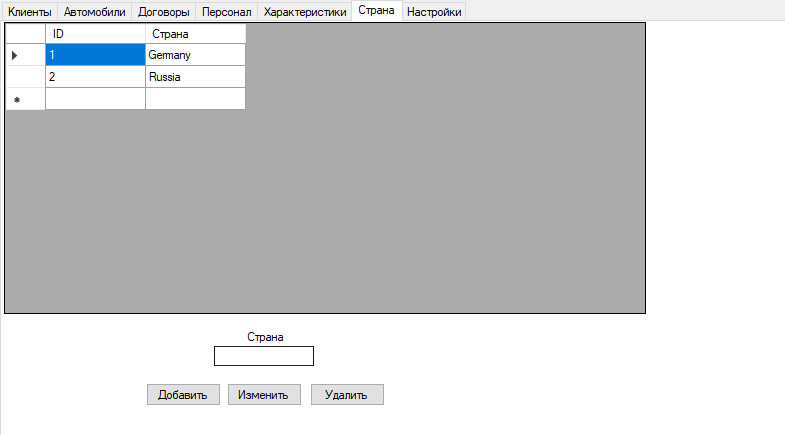 Клиенты Автомобили Договоры Персонал Характеристики Страна Настройки
ID Страна
1 Germany
2 Russia
Страна
Добавить Изменить Удалить